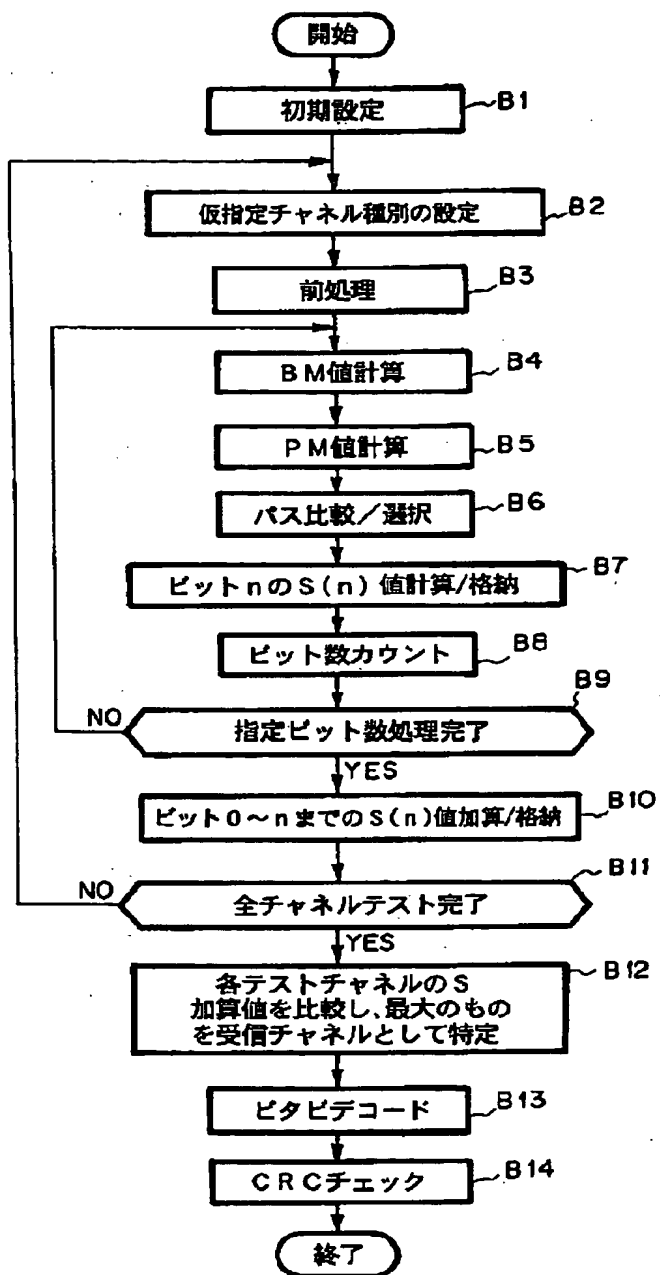 開始
初期設定 B1
仮指定チャネル種別の設定 B2
前処理 B3
BM値計算 B4
PM値計算 B5
パス比較/選択 B6
ビットnのS(n)値計算/格納 B7
ビット数カウント B8
B9
NO 指定ビット数処理完了
YES
ビット0~nまでのS(n)値加算/格納 B10
B11
NO 全チャネルテスト完了
YES
各テストチャネルのS B12
加算値を比較し、最大のもの
を受信チャネルとして特定
ビタビデコード B13
CRCチェック B14
終了